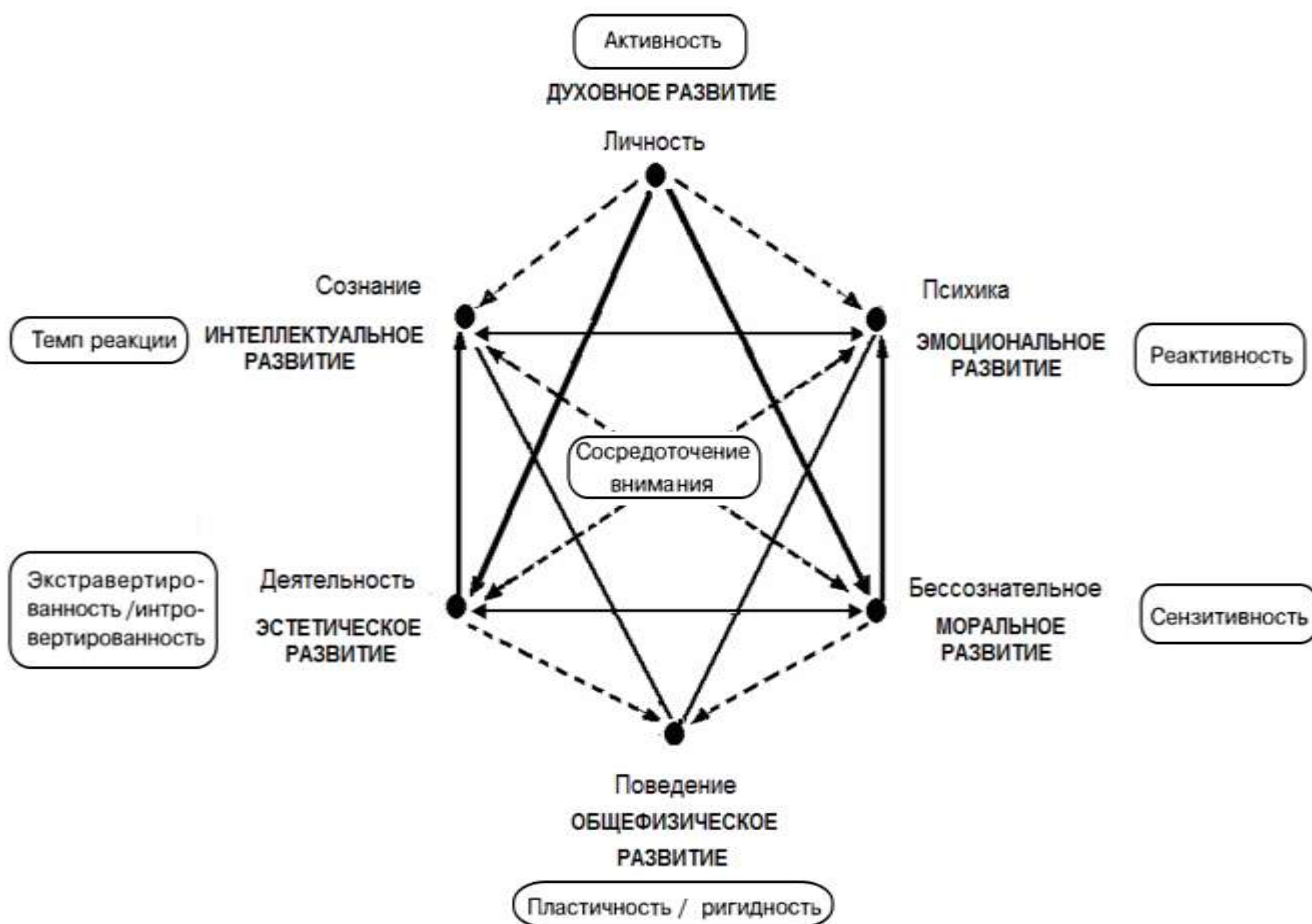 Активность
ДУХОВНОЕ РАЗВИТИЕ
Личность
Сознание
Психика
Темп реакции
ИНТЕЛЛЕКТУАЛЬНОЕ
РАЗВИТИЕ
ЭМОЦИОНАЛЬНОЕ
РАЗВИТИЕ
Реактивность
Сосредоточение
внимания
Экстравертиро-
ванность /интро-
вертированность
Деятельность
ЭСТЕТИЧЕСКОЕ
РАЗВИТИЕ
Бессознательное
МОРАЛЬНОЕ
РАЗВИТИЕ
Сензитивность
Поведение
ОБЩЕФИЗИЧЕСКОЕ
РАЗВИТИЕ
Пластичность / ригидность